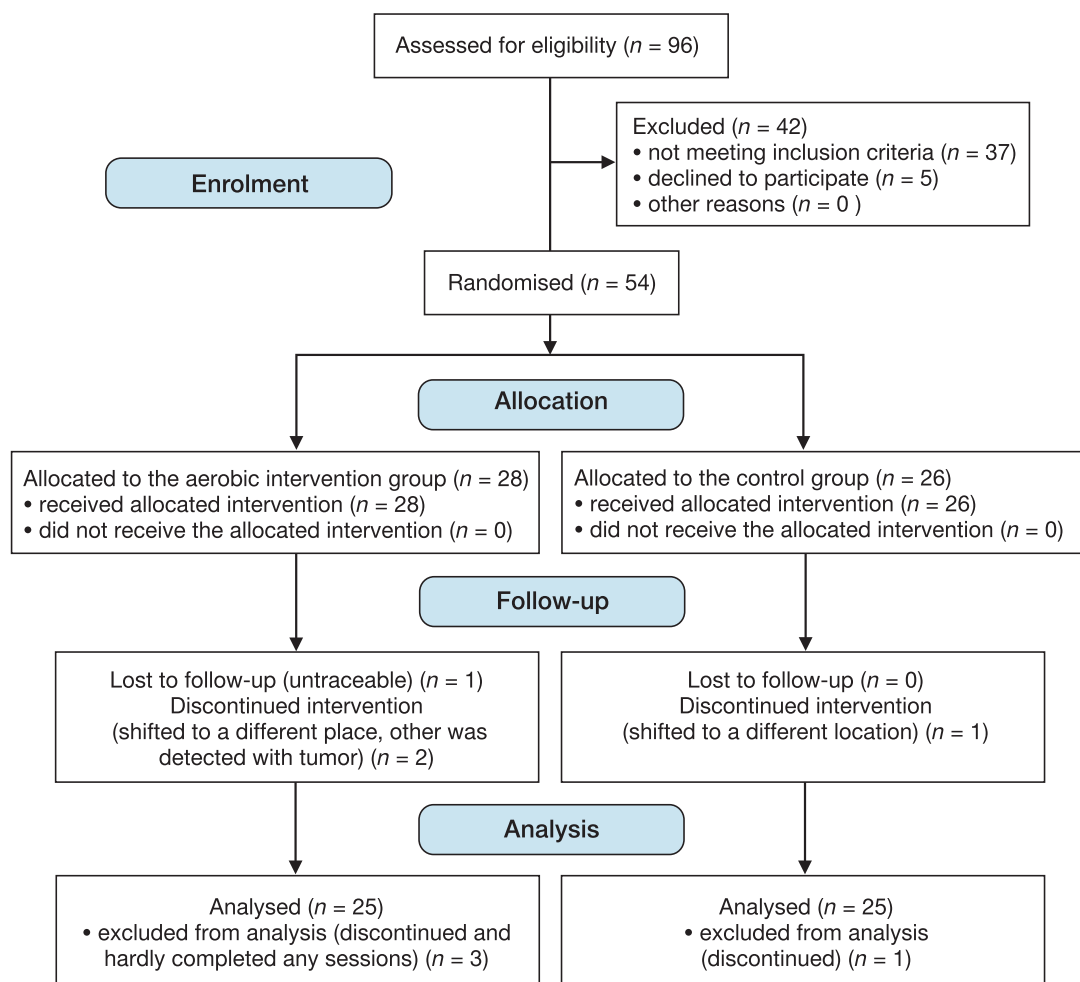 Assessed for eligibility (n = 96)
Excluded (n = 42)
• not meeting inclusion criteria (n = 37)
• declined to participate (n = 5)
• other reasons (n = 0 )
Enrolment
Randomised (n = 54)
Allocation
Allocated to the aerobic intervention group (n = 28)
• received allocated intervention (n = 28)
• did not receive the allocated intervention (n = 0)
Allocated to the control group (n = 26)
• received allocated intervention (n = 26)
• did not receive the allocated intervention (n = 0)
Follow-up
Lost to follow-up (untraceable) (n = 1)
Discontinued intervention
(shifted to a different place, other was
detected with tumor) (n = 2)
Lost to follow-up (n = 0)
Discontinued intervention
(shifted to a different location) (n = 1)
Analysis
Analysed (n = 25)
• excluded from analysis (discontinued and
hardly completed any sessions) (n = 3)
Analysed (n = 25)
• excluded from analysis
(discontinued) (n = 1)